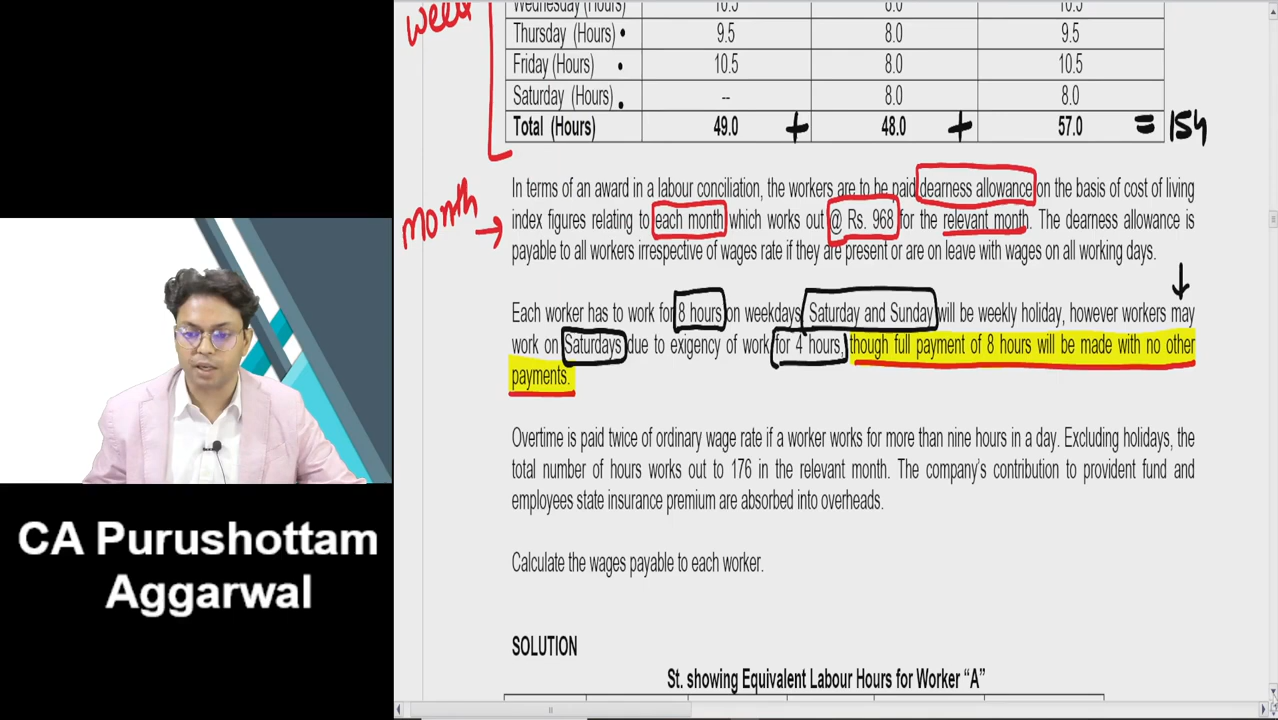 week
Wednesday (Hours) 10.5 8.0 10.5
Thursday (Hours) 9.5 8.0 9.5
Friday (Hours) 10.5 8.0 10.5
Saturday (Hours) -- 8.0 8.0
Total (Hours) 49.0 + 48.0 + 57.0 = 154
month →
In terms of an award in a labour conciliation, the workers are to be paid dearness allowance on the basis of cost of living
index figures relating to each month which works out @ Rs. 968 for the relevant month. The dearness allowance is
payable to all workers irrespective of wages rate if they are present or are on leave with wages on all working days.
Each worker has to work for 8 hours on weekdays, Saturday and Sunday will be weekly holiday, however workers may
work on Saturdays due to exigency of work for 4 hours, though full payment of 8 hours will be made with no other
payments.
Overtime is paid twice of ordinary wage rate if a worker works for more than nine hours in a day. Excluding holidays, the
total number of hours works out to 176 in the relevant month. The company's contribution to provident fund and
employees state insurance premium are absorbed into overheads.
Calculate the wages payable to each worker.
SOLUTION
St. showing Equivalent Labour Hours for Worker “A”
CA Purushottam
Aggarwal